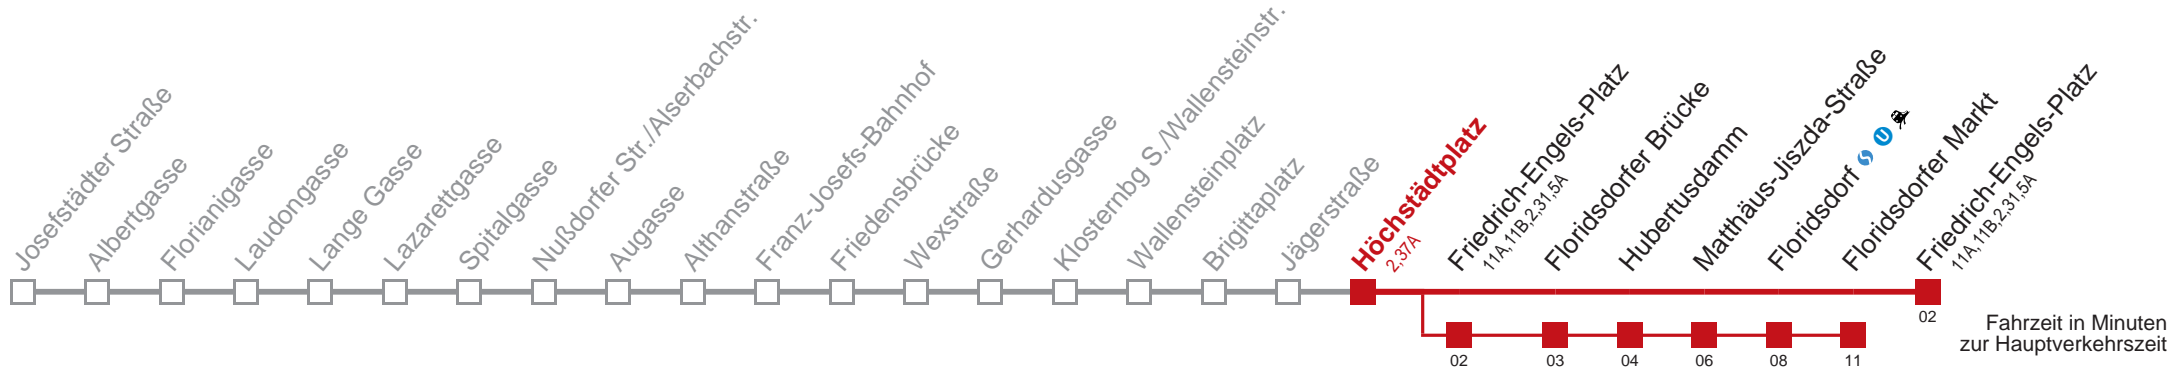 Josefstädter Straße
Albertgasse
Florianigasse
Laudongasse
Lange Gasse
Lazarettgasse
Spitalgasse
Nußdorfer Str./Alserbachstr.
Augasse
Althanstraße
Franz-Josefs-Bahnhof
Friedensbrücke
Wexstraße
Gerhardusgasse
Klosternbg S./Wallensteinstr.
Wallensteinplatz
Brigittaplatz
Jägerstraße
Höchstädtplatz
2,37A
Friedrich-Engels-Platz
11A,11B,2,31,5A
Floridsdorfer Brücke
Hubertusdamm
Matthäus-Jiszda-Straße
Floridsdorf S U
Floridsdorfer Markt
Friedrich-Engels-Platz
11A,11B,2,31,5A
02
02
03
04
06
08
11
Fahrzeit in Minuten
zur Hauptverkehrszeit